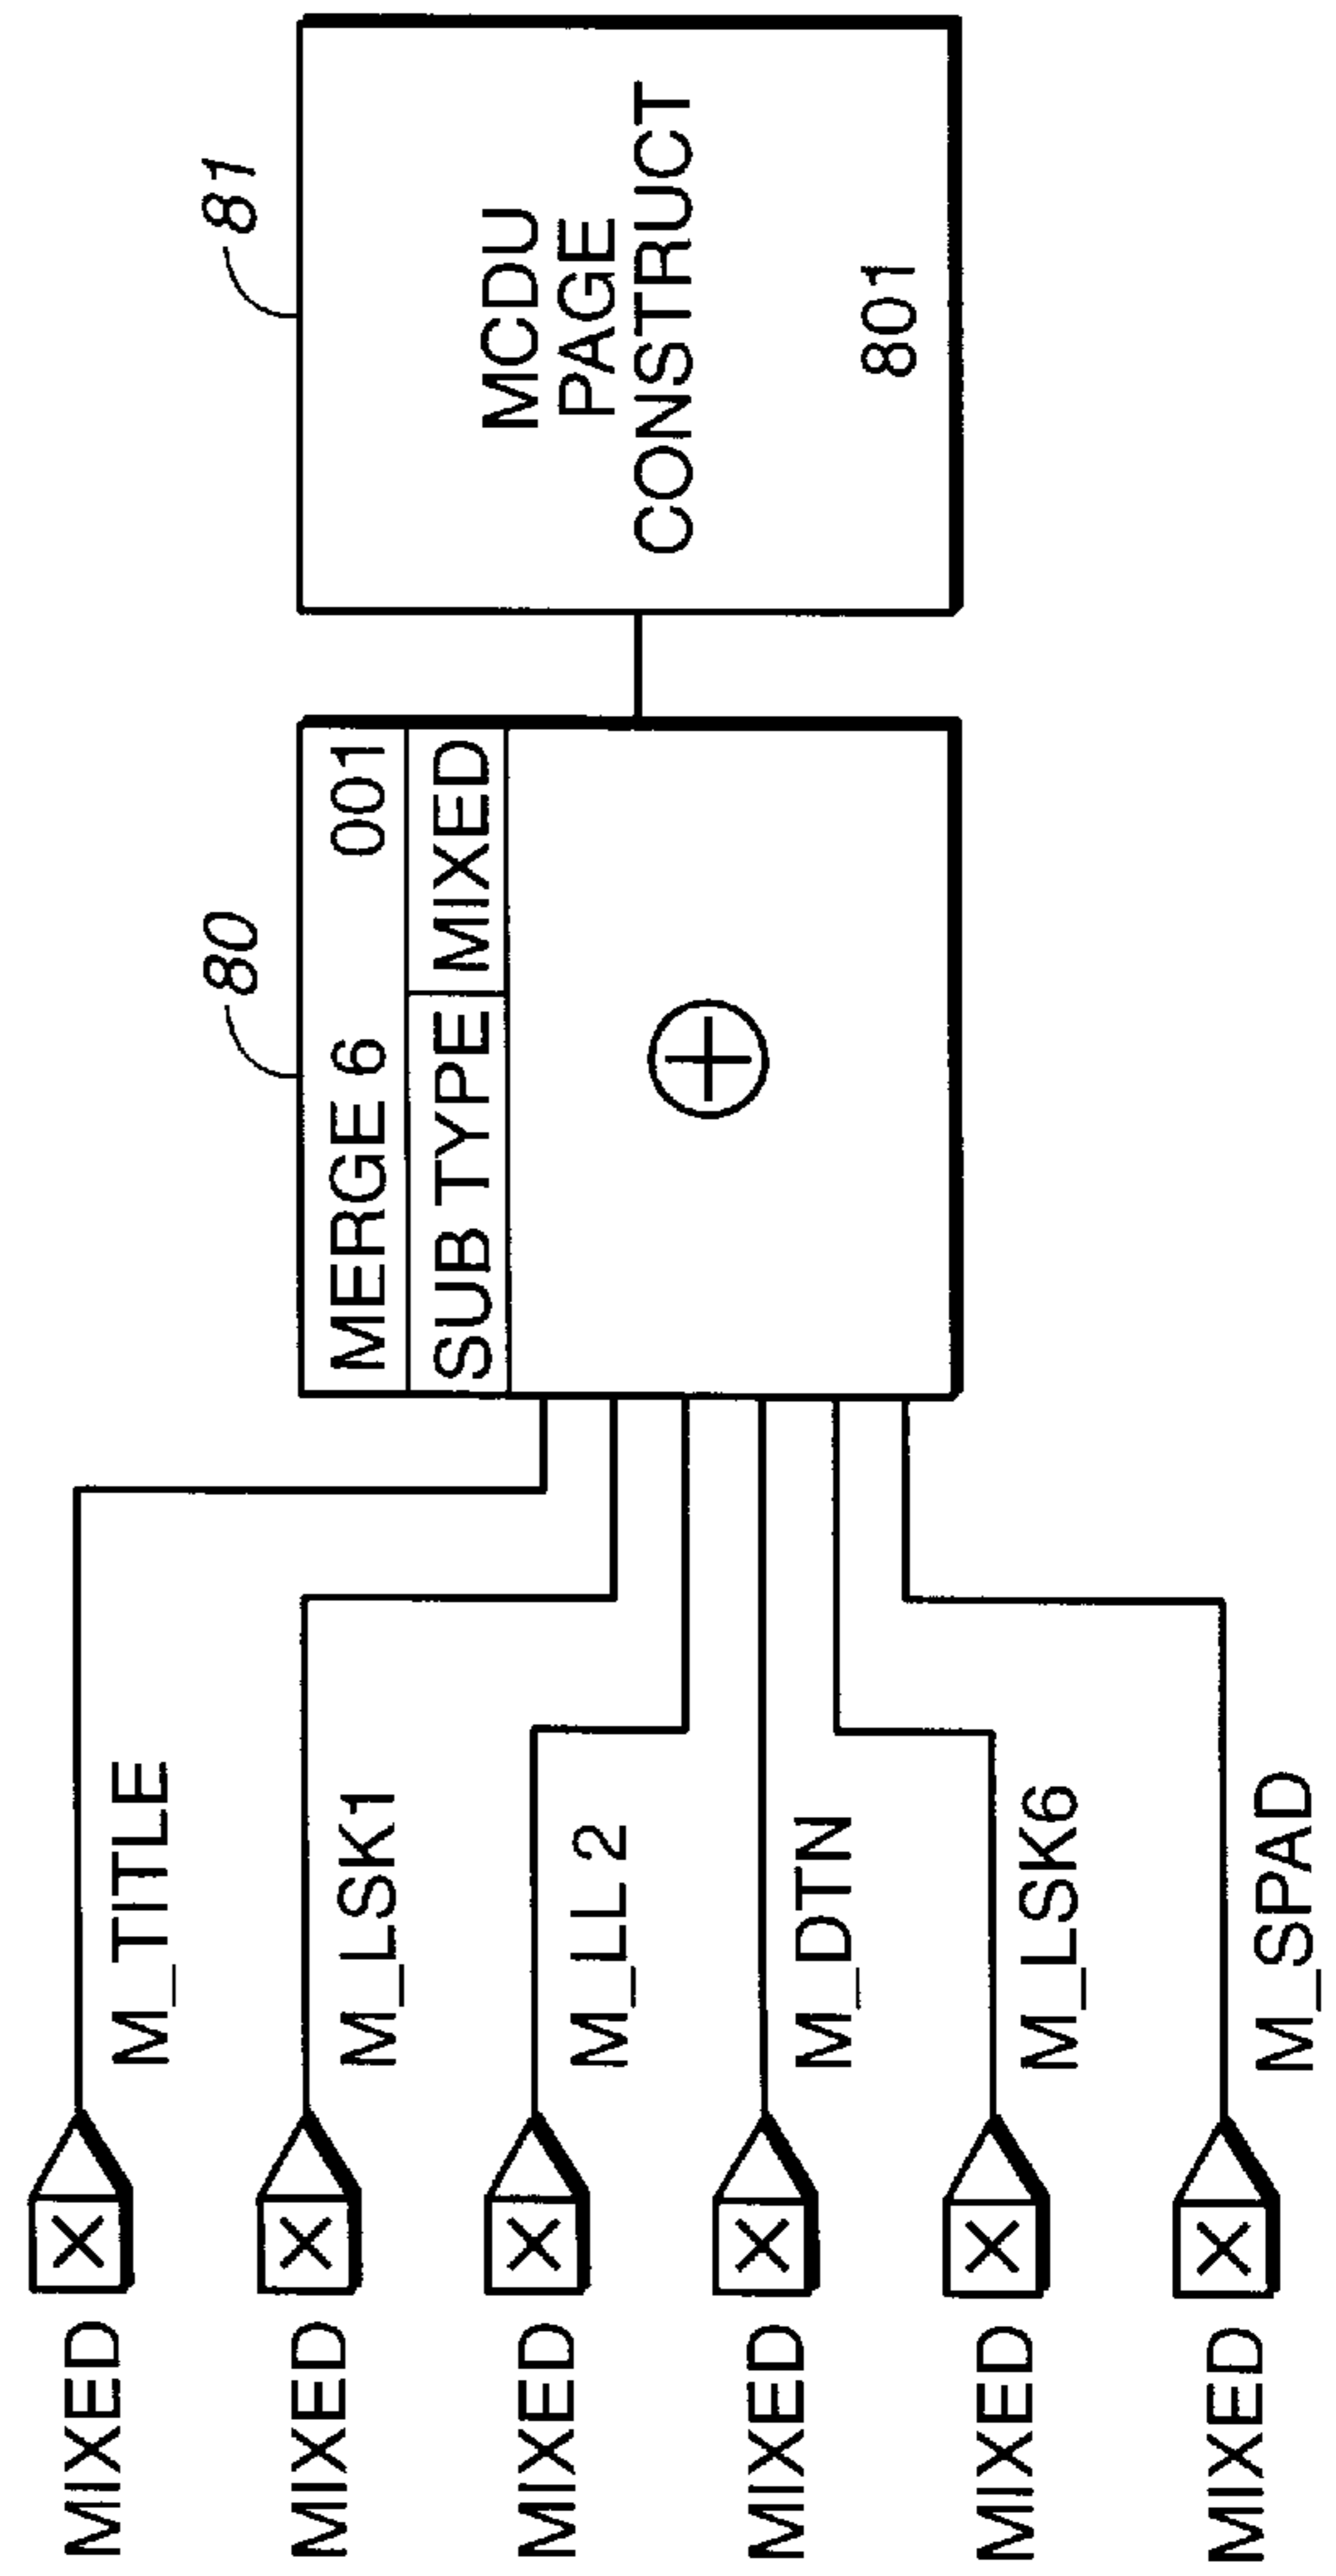 MIXED
M_TITLE
MIXED
M_LSK1
MIXED
M_LL 2
MIXED
M_DTN
MIXED
M_LSK6
MIXED
M_SPAD
80
MERGE 6 001
SUB TYPE MIXED
81
MCDU
PAGE
CONSTRUCT
801